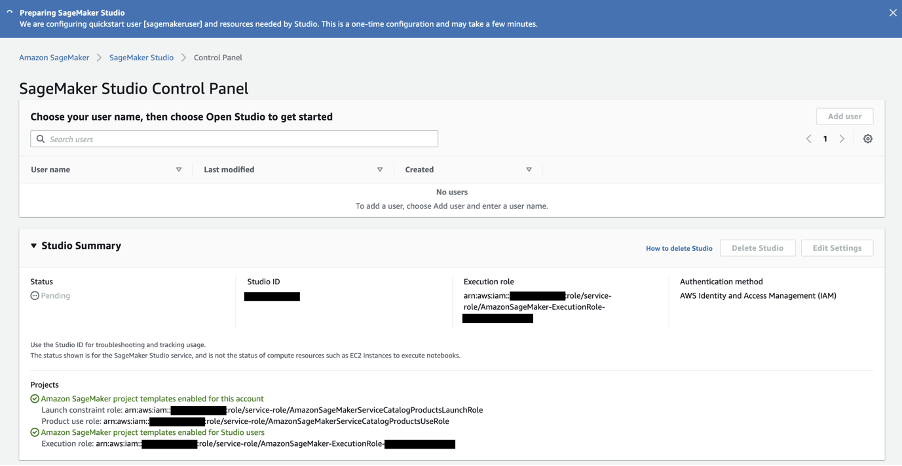 Preparing SageMaker Studio
We are configuring quickstart user [sagemakeruser] and resources needed by Studio. This is a one-time configuration and may take a few minutes.
Amazon SageMaker > SageMaker Studio > Control Panel
SageMaker Studio Control Panel
Choose your user name, then choose Open Studio to get started
Add user
Search users
1
User name Last modified Created
No users
To add a user, choose Add user and enter a user name.
Studio Summary
How to delete Studio Delete Studio Edit Settings
Status Studio ID Execution role Authentication method
Pending arn:aws:iam:: :role/service- AWS Identity and Access Management (IAM)
role/AmazonSageMaker-ExecutionRole-
Use the Studio ID for troubleshooting and tracking usage.
The status shown is for the SageMaker Studio service, and is not the status of compute resources such as EC2 instances to execute notebooks.
Projects
Amazon SageMaker project templates enabled for this account
Launch constraint role: arn:aws:iam:: :role/service-role/AmazonSageMakerServiceCatalogProductsLaunchRole
Product use role: arn:aws:iam:: :role/service-role/AmazonSageMakerServiceCatalogProductsUseRole
Amazon SageMaker project templates enabled for Studio users
Execution role: arn:aws:iam:: :role/service-role/AmazonSageMaker-ExecutionRole-